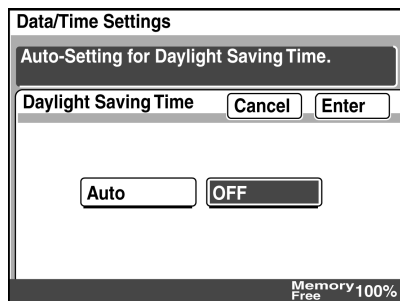 Data/Time Settings
Auto-Setting for Daylight Saving Time.
Daylight Saving Time Cancel Enter
Auto OFF
Memory
Free 100%